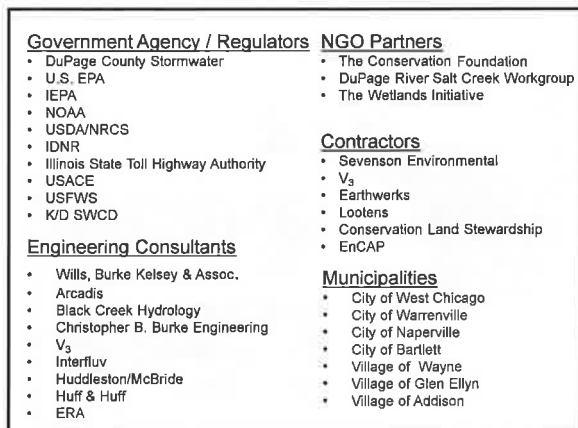 Government Agency / Regulators
• DuPage County Stormwater
• U.S. EPA
• IEPA
• NOAA
• USDA/NRCS
• IDNR
• Illinois State Toll Highway Authority
• USACE
• USFWS
• K/D SWCD
Engineering Consultants
• Wills, Burke Kelsey & Assoc.
• Arcadis
• Black Creek Hydrology
• Christopher B. Burke Engineering
• V₃
• Interfluv
• Huddleston/McBride
• Huff & Huff
• ERA
NGO Partners
• The Conservation Foundation
• DuPage River Salt Creek Workgroup
• The Wetlands Initiative
Contractors
• Sevenson Environmental
• V₃
• Earthwerks
• Lootens
• Conservation Land Stewardship
• EnCAP
Municipalities
• City of West Chicago
• City of Warrenville
• City of Naperville
• City of Bartlett
• Village of Wayne
• Village of Glen Ellyn
• Village of Addison